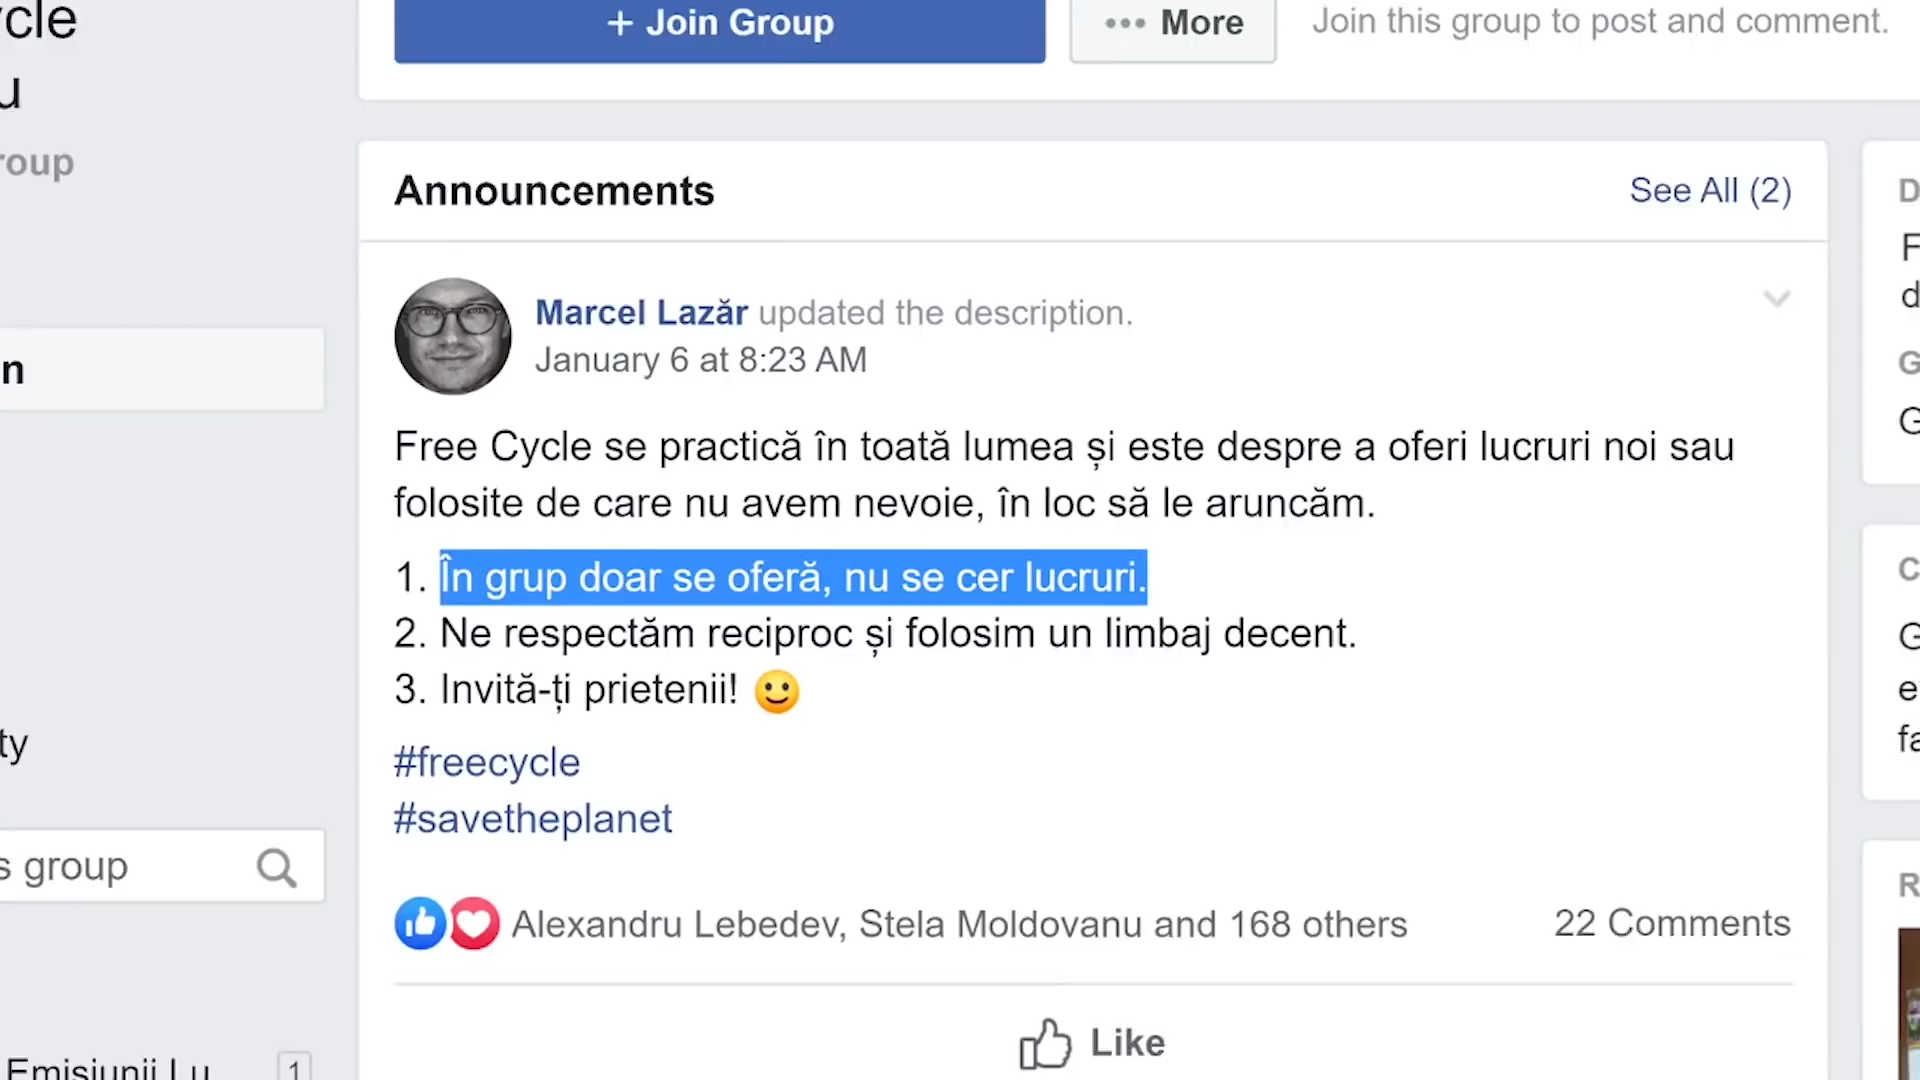 + Join Group
••• More
Join this group to post and comment.
Announcements
See All (2)
Marcel Lazăr updated the description.
January 6 at 8:23 AM
Free Cycle se practică în toată lumea și este despre a oferi lucruri noi sau
folosite de care nu avem nevoie, în loc să le aruncăm.
1. În grup doar se oferă, nu se cer lucruri.
2. Ne respectăm reciproc și folosim un limbaj decent.
3. Invită-ți prietenii! 🙂
#freecycle
#savetheplanet
Alexandru Lebedev, Stela Moldovanu and 168 others
22 Comments
Like
group
1